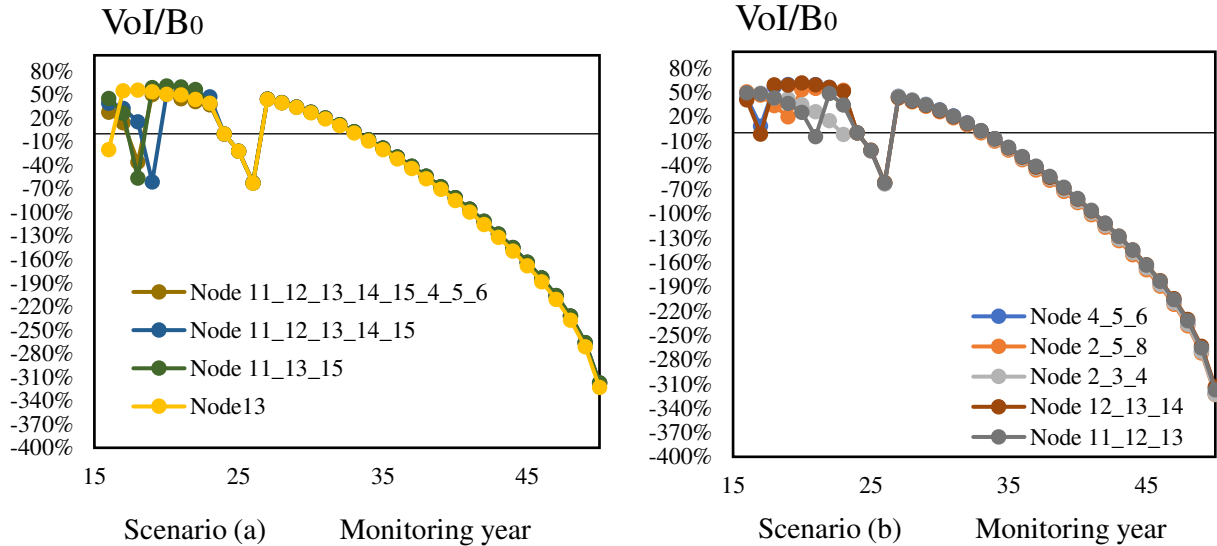 VoI/B0
80%
50%
20%
-10%
-40%
-70%
-100%
-130%
-160%
-190%
-220%
-250%
-280%
-310%
-340%
-370%
-400%
15
25
35
45
Node 11_12_13_14_15_4_5_6
Node 11_12_13_14_15
Node 11_13_15
Node13
Scenario (a)
Monitoring year
VoI/B0
80%
50%
20%
-10%
-40%
-70%
-100%
-130%
-160%
-190%
-220%
-250%
-280%
-310%
-340%
-370%
-400%
15
25
35
45
Node 4_5_6
Node 2_5_8
Node 2_3_4
Node 12_13_14
Node 11_12_13
Scenario (b)
Monitoring year